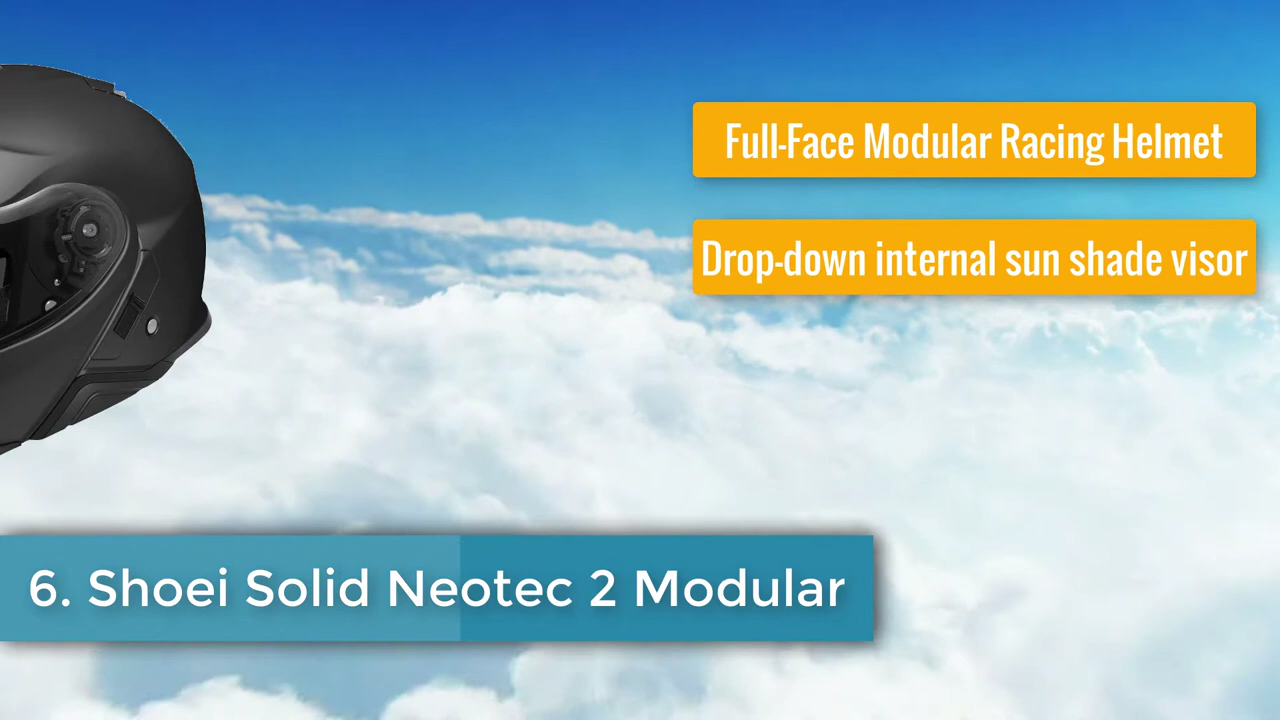 Full-Face Modular Racing Helmet
Drop-down internal sun shade visor
6. Shoei Solid Neotec 2 Modular